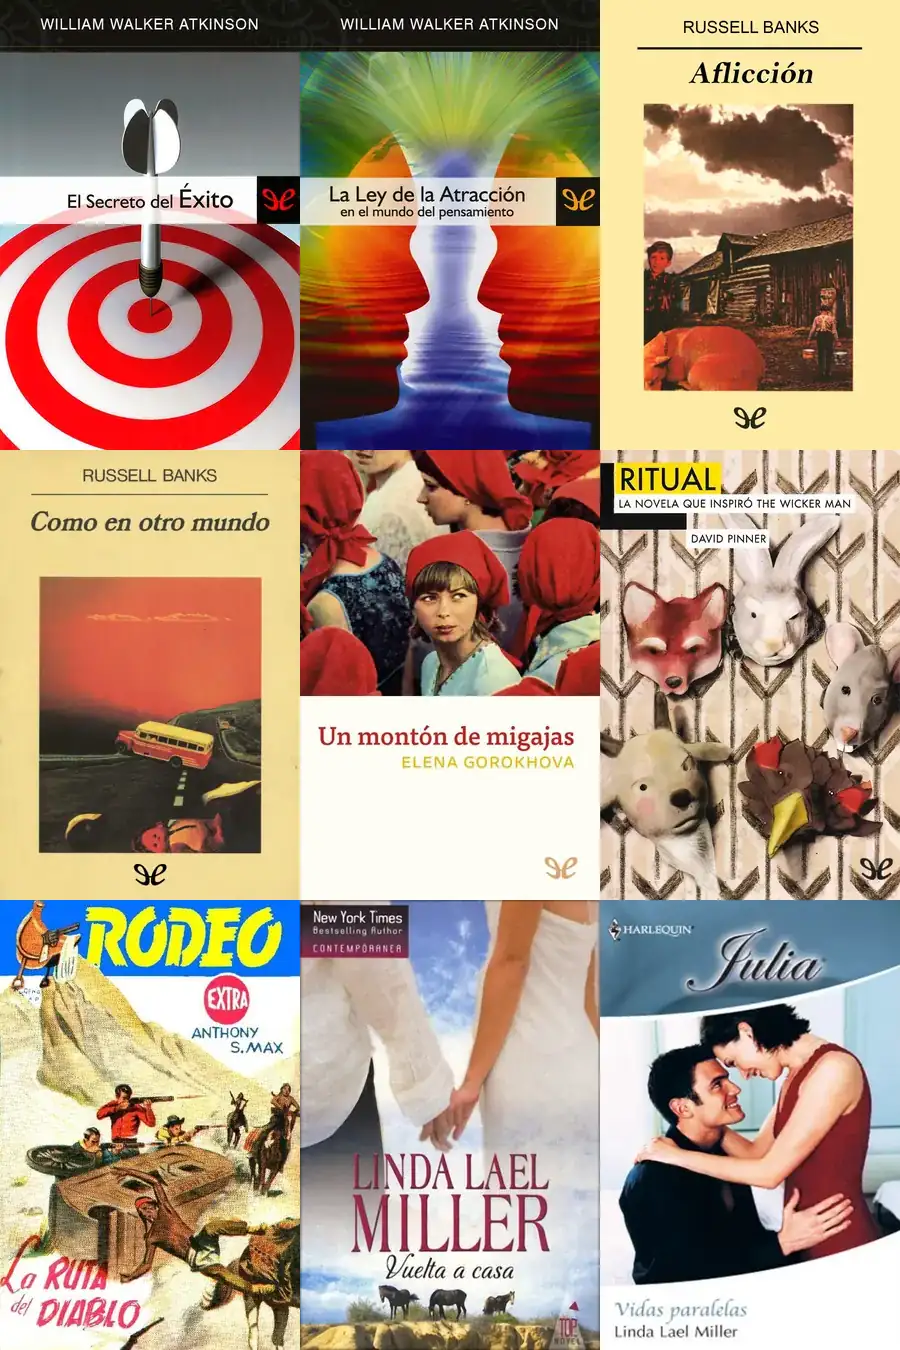 WILLIAM WALKER ATKINSON
El Secreto del Éxito
WILLIAM WALKER ATKINSON
La Ley de la Atracción
en el mundo del pensamiento
RUSSELL BANKS
Aflicción
RUSSELL BANKS
Como en otro mundo
Un montón de migajas
ELENA GOROKHOVA
RITUAL
LA NOVELA QUE INSPIRÓ THE WICKER MAN
DAVID PINNER
RODEO
EXTRA
ANTHONY
S. MAX
La RUTA
del DIABLO
New York Times
Bestselling Author
CONTEMPORÁNEA
LINDA LAEL
MILLER
Vuelta a casa
TOP
NOVEL
HARLEQUIN
Julia
Vidas paralelas
Linda Lael Miller